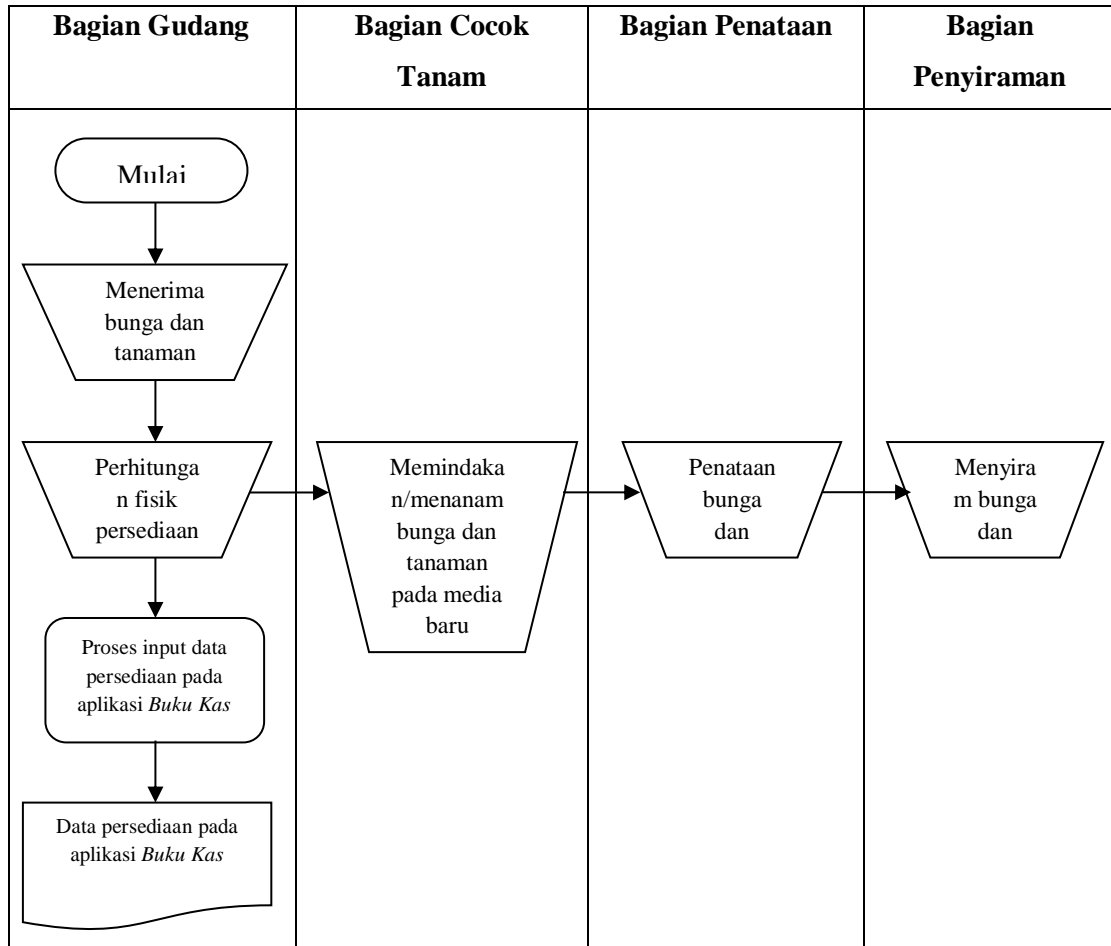 Bagian Gudang
Bagian Cocok
Tanam
Bagian Penataan
Bagian
Penyiraman
Mulai
Menerima
bunga dan
tanaman
Perhitunga
n fisik
persediaan
Memindaka
n/menanam
bunga dan
tanaman
pada media
baru
Penataan
bunga
dan
Menyira
m bunga
dan
Proses input data
persediaan pada
aplikasi Buku Kas
Data persediaan pada
aplikasi Buku Kas